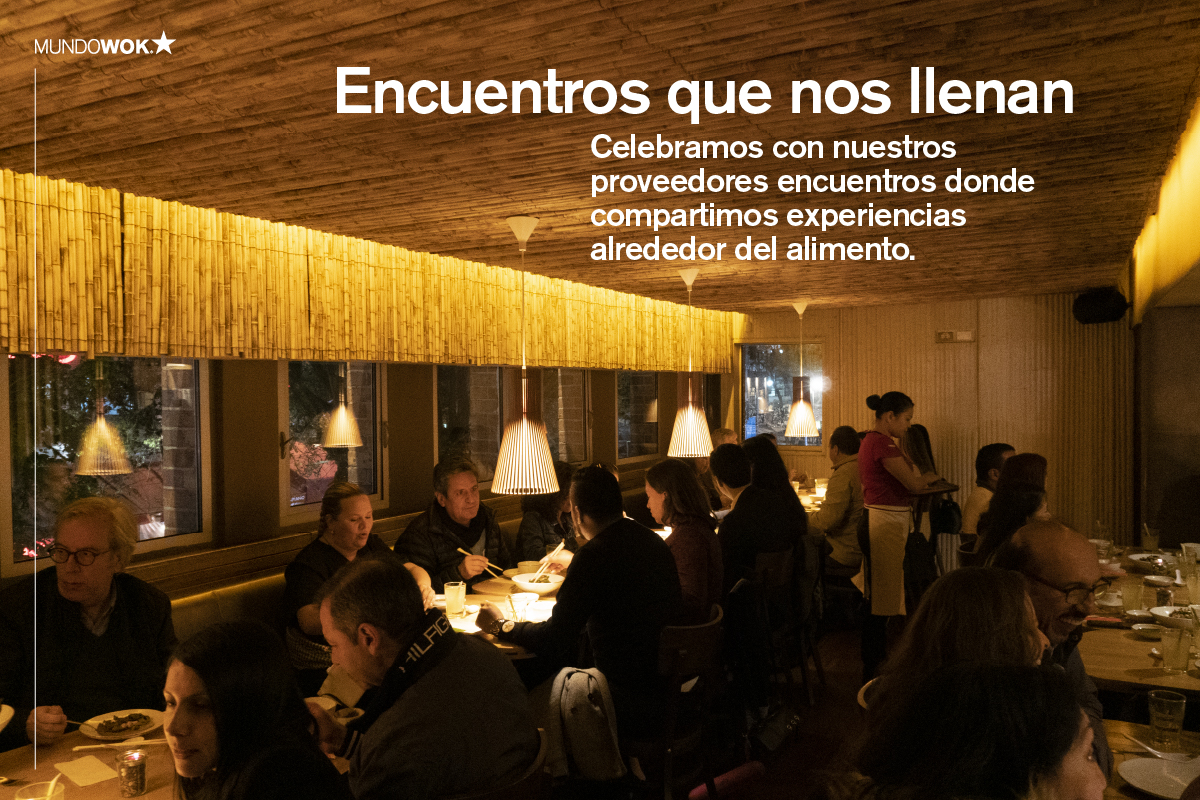 MUNDOWOK.★
Encuentros que nos llenan
Celebramos con nuestros
proveedores encuentros donde
compartimos experiencias
alrededor del alimento.
HILFIG